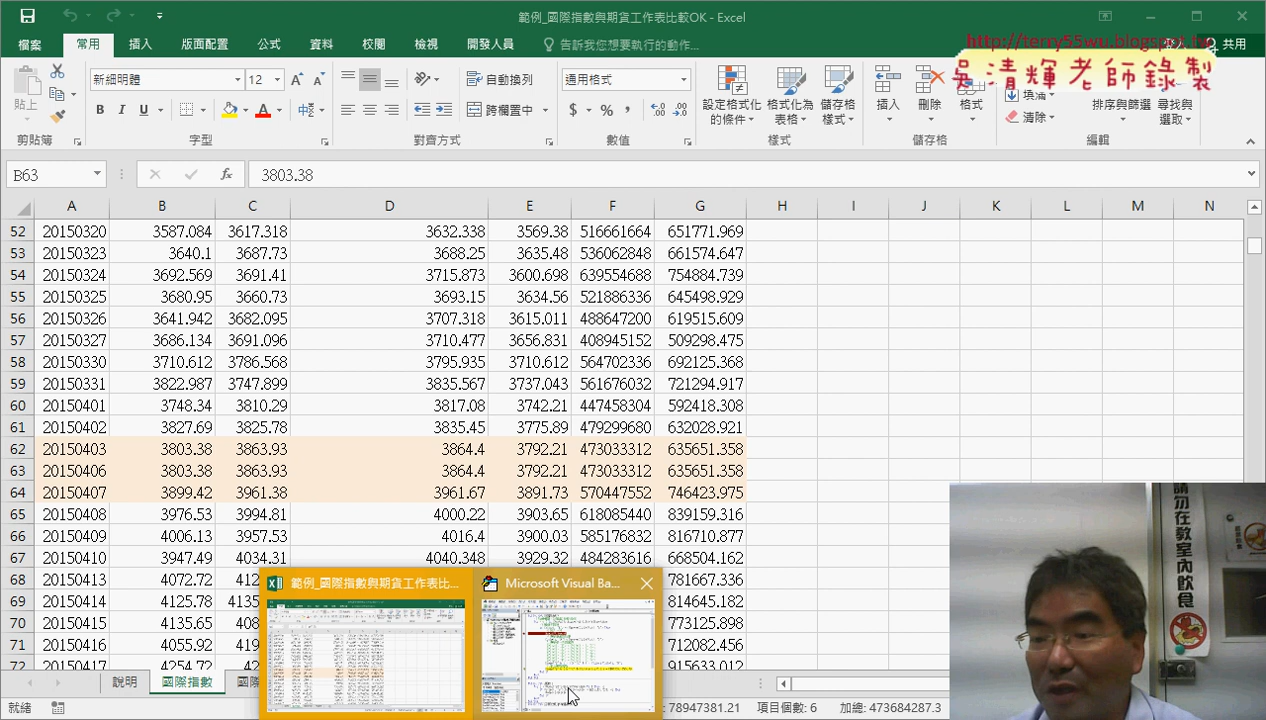 範例_國際指數與期貨工作表比較OK - Excel
http://terry55wu.blogspot.tw
吳清輝老師錄製
檔案 常用 插入 版面配置 公式 資料 校閱 檢視 開發人員 告訴我您想要執行的動作... 共用
貼上 新細明體 12 自動換列 通用格式 設定格式化的條件 格式化為表格 儲存格樣式 插入 刪除 格式 填滿 排序與篩選 尋找與選取
B I U 跨欄置中 $ % 清除
剪貼簿 字型 對齊方式 數值 樣式 儲存格 編輯
B63 fx 3803.38
A B C D E F G H I J K L M N
52 20150320 3587.084 3617.318 3632.338 3569.38 516661664 651771.969
53 20150323 3640.1 3687.73 3688.25 3635.48 536062848 661574.647
54 20150324 3692.569 3691.41 3715.873 3600.698 639554688 754884.739
55 20150325 3680.95 3660.73 3693.15 3634.56 521886336 645498.929
56 20150326 3641.942 3682.095 3707.318 3615.011 488647200 619515.609
57 20150327 3686.134 3691.096 3710.477 3656.831 408945152 509298.475
58 20150330 3710.612 3786.568 3795.935 3710.612 564702336 692125.368
59 20150331 3822.987 3747.899 3835.567 3737.043 561676032 721294.917
60 20150401 3748.34 3810.29 3817.08 3742.21 447458304 592418.308
61 20150402 3827.69 3825.78 3835.45 3775.89 479299680 632028.921
62 20150403 3803.38 3863.93 3864.4 3792.21 473033312 635651.358
63 20150406 3803.38 3863.93 3864.4 3792.21 473033312 635651.358
64 20150407 3899.42 3961.38 3961.67 3891.73 570447552 746423.975
65 20150408 3976.53 3994.81 4000.22 3903.65 618085440 839159.316
66 20150409 4006.13 3957.53 4016.4 3900.03 585176832 816710.877
67 20150410 3947.49 4034.31 4040.348 3929.32 484283616 668504.162
68 20150413 4072.72 781667.336
69 20150414 4125.78 814645.182
70 20150415 4135.65 773125.898
71 20150416 4055.92 712052.456
72 20150417 4254.72 915633.012
範例_國際指數與期貨工作表比...
Microsoft Visual Ba...
說明 國際指數
就緒 78947381.21 項目個數: 6 加總: 473684287.3
請勿在教室內飲食